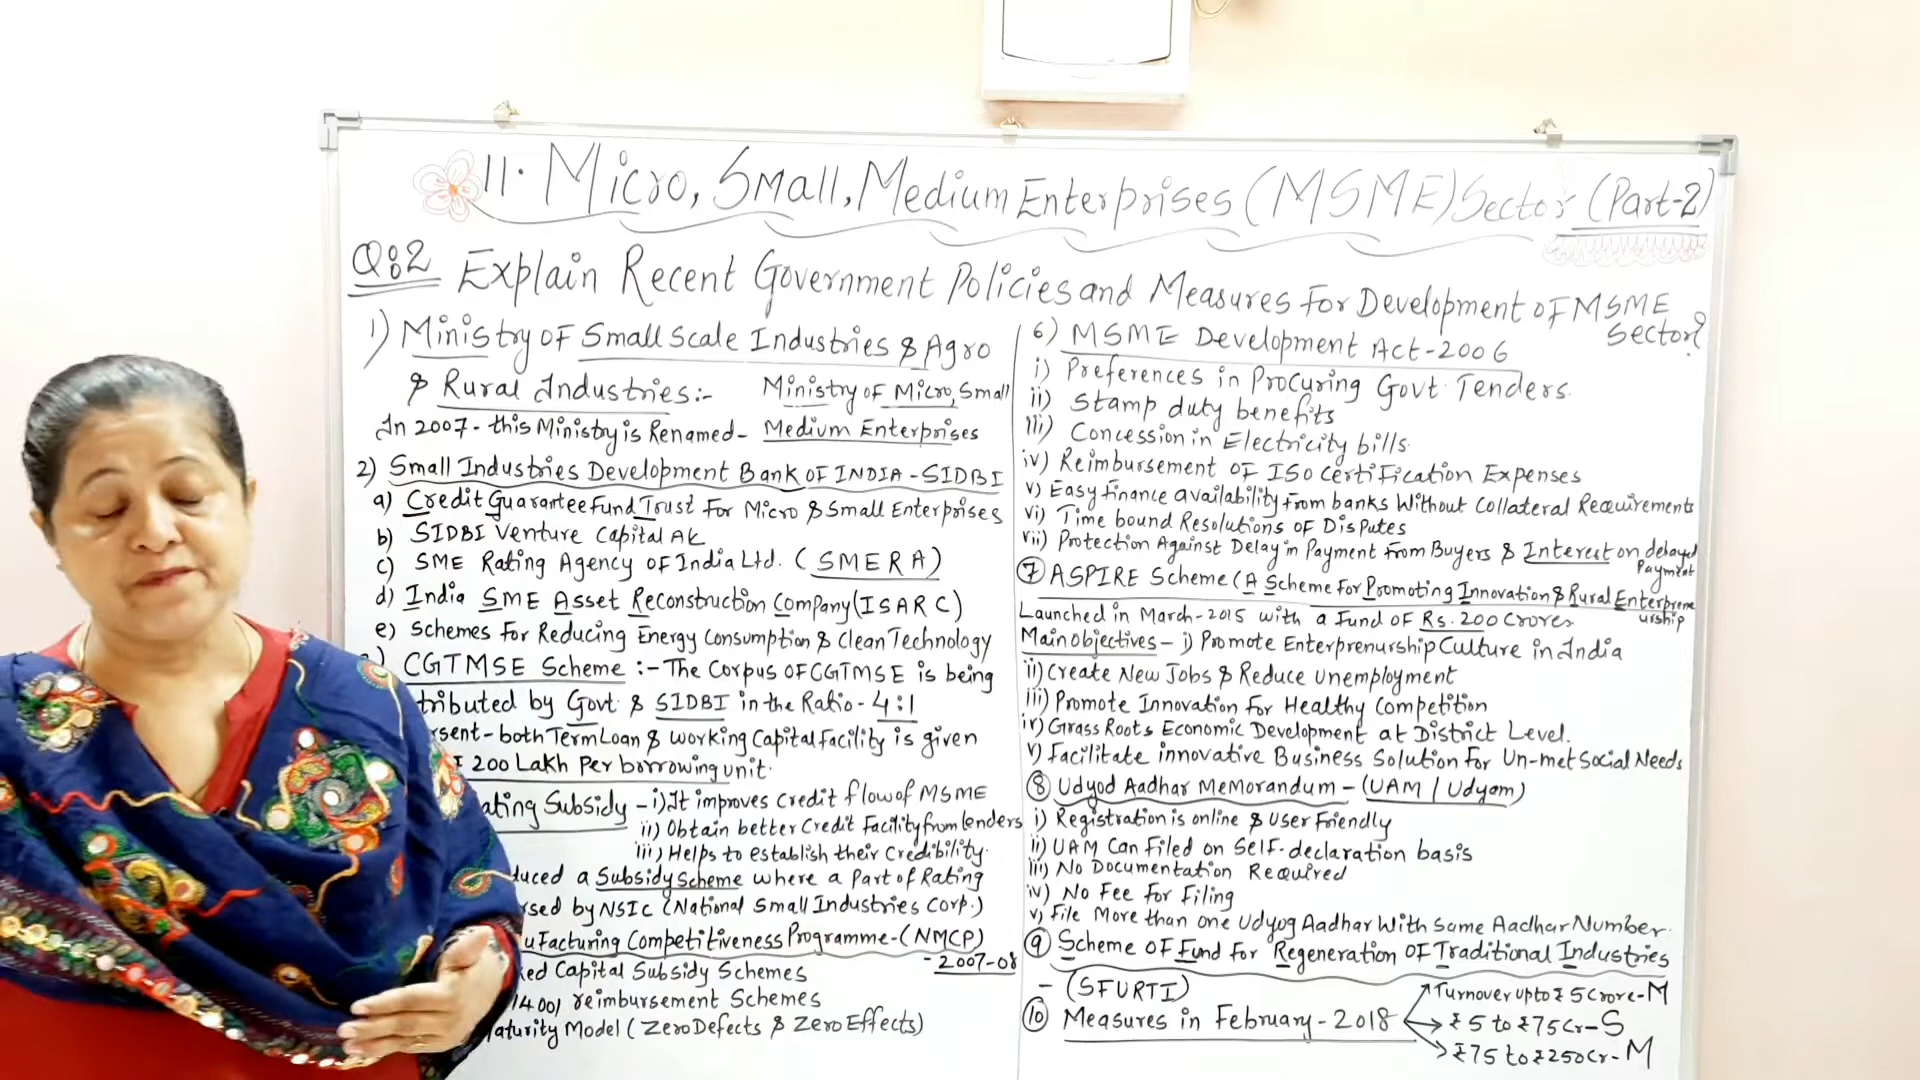 11. Micro, Small, Medium Enterprises (MSME) Sector (Part-2)
Q:2 Explain Recent Government Policies and Measures for Development of MSME
Sector?
1) Ministry of Small Scale Industries & Agro
& Rural Industries:- Ministry of Micro, Small
In 2007- this Ministry is Renamed- Medium Enterprises
2) Small Industries Development Bank of INDIA - SIDBI
a) Credit Guarantee Fund Trust for Micro & Small Enterprises
b) SIDBI Venture Capital
c) SME Rating Agency of India Ltd. (SMERA)
d) India SME Asset Reconstruction Company (ISARC)
e) Schemes for Reducing Energy Consumption & Clean Technology
CGTMSE Scheme :- The Corpus of CGTMSE is being
tributed by Govt & SIDBI in the Ratio - 4:1
sent - both Term Loan & working Capital Facility is given
200 Lakh Per borrowing unit.
ating Subsidy - i) It improves Credit flow of MSME
ii) Obtain better Credit Facility from lenders
iii) Helps to establish their Credibility.
duced a Subsidy Scheme where a Part of Rating
rsed by NSIC (National Small Industries Corp.)
ufacturing Competitiveness Programme - (NMCP)
- 2007-08
ked Capital Subsidy Schemes
14001 reimbursement Schemes
aturity Model (Zero Defects & Zero Effects)
6) MSME Development Act - 2006
i) Preferences in Procuring Govt. Tenders.
ii) Stamp duty benefits
iii) Concession in Electricity bills.
iv) Reimbursement of ISO Certification Expenses
v) Easy finance availability from banks Without Collateral Requirements
vi) Time bound Resolutions of Disputes
vii) Protection Against Delay in Payment from Buyers & Interest on delayed
Payment
7 ASPIRE Scheme (A Scheme for Promoting Innovation & Rural Enterprene
urship
Launched in March-2015 with a Fund of Rs. 200 Crores
Main objectives - i) Promote Enterprenurship Culture in India
ii) Create New Jobs & Reduce unemployment
iii) Promote Innovation for Healthy Competition
iv) Grass Roots Economic Development at District Level.
v) Facilitate innovative Business Solution for Un-met Social Needs
8 Udyod Aadhar Memorandum - (UAM / Udyam)
i) Registration is online & User Friendly
ii) UAM Can Filed on Self-declaration basis
iii) No Documentation Required
iv) No Fee for Filing
v) File More than one Udyog Aadhar With Same Aadhar Number.
9 Scheme of Fund for Regeneration of Traditional Industries
- (SFURTI)
10 Measures in February - 2018
Turnover upto ₹ 5 Crore - M
₹ 5 to ₹75 Cr - S
₹75 to ₹250 Cr - M